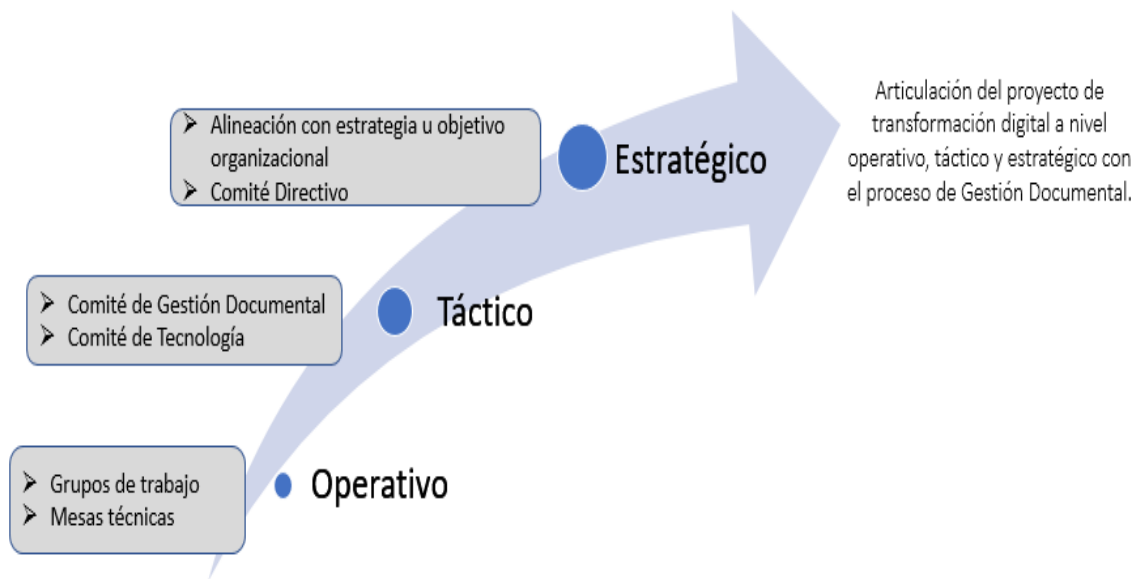 Articulación del proyecto de
transformación digital a nivel
operativo, táctico y estratégico con
el proceso de Gestión Documental.
➢ Alineación con estrategia u objetivo
organizacional
➢ Comité Directivo
Estratégico
➢ Comité de Gestión Documental
➢ Comité de Tecnología
Táctico
➢ Grupos de trabajo
➢ Mesas técnicas
Operativo